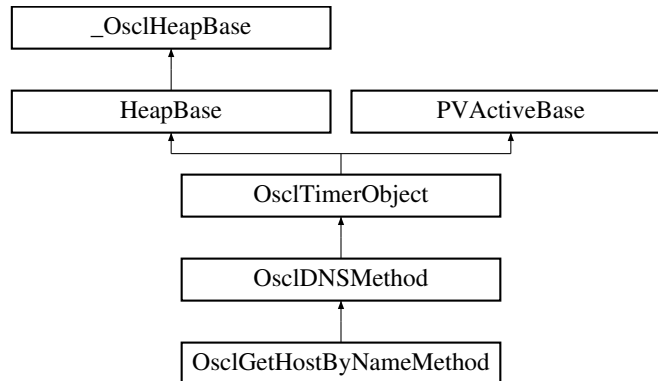 _OsclHeapBase
HeapBase
PVActiveBase
OsclTimerObject
OsclDNSMethod
OsclGetHostByNameMethod